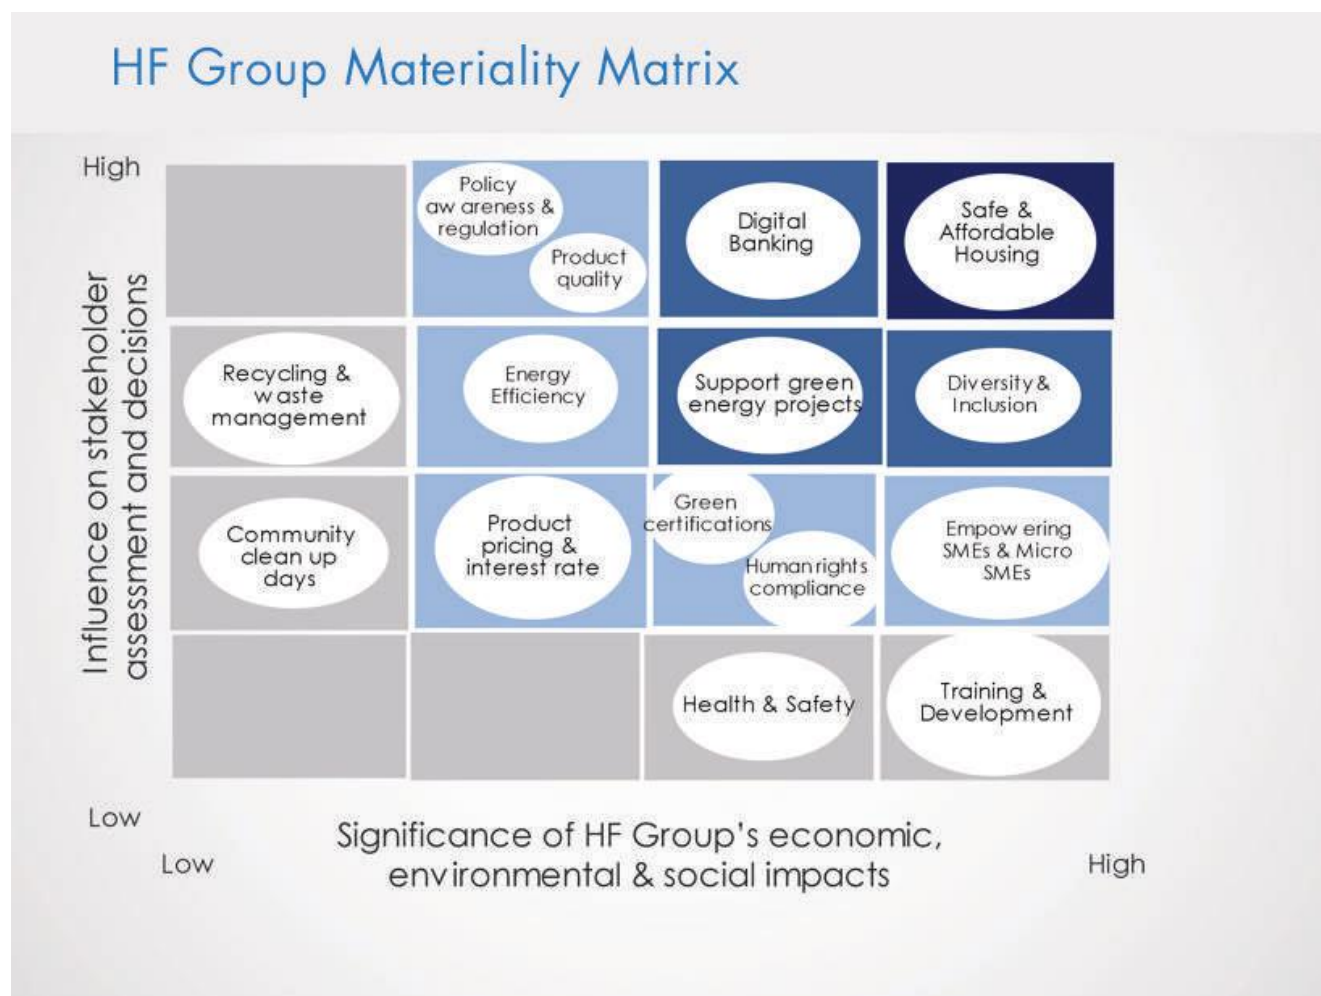 HF Group Materiality Matrix
High
Influence on stakeholder
assessment and decisions
Policy
aw areness &
regulation
Product
quality
Digital
Banking
Safe &
Affordable
Housing
Recycling &
w aste
management
Energy
Efficiency
Support green
energy projects
Diversity &
Inclusion
Community
clean up
days
Product
pricing &
interest rate
Green
certifications
Human rights
compliance
Empow ering
SMEs & Micro
SMEs
Health & Safety
Training &
Development
Low
Low
Significance of HF Group's economic,
environmental & social impacts
High